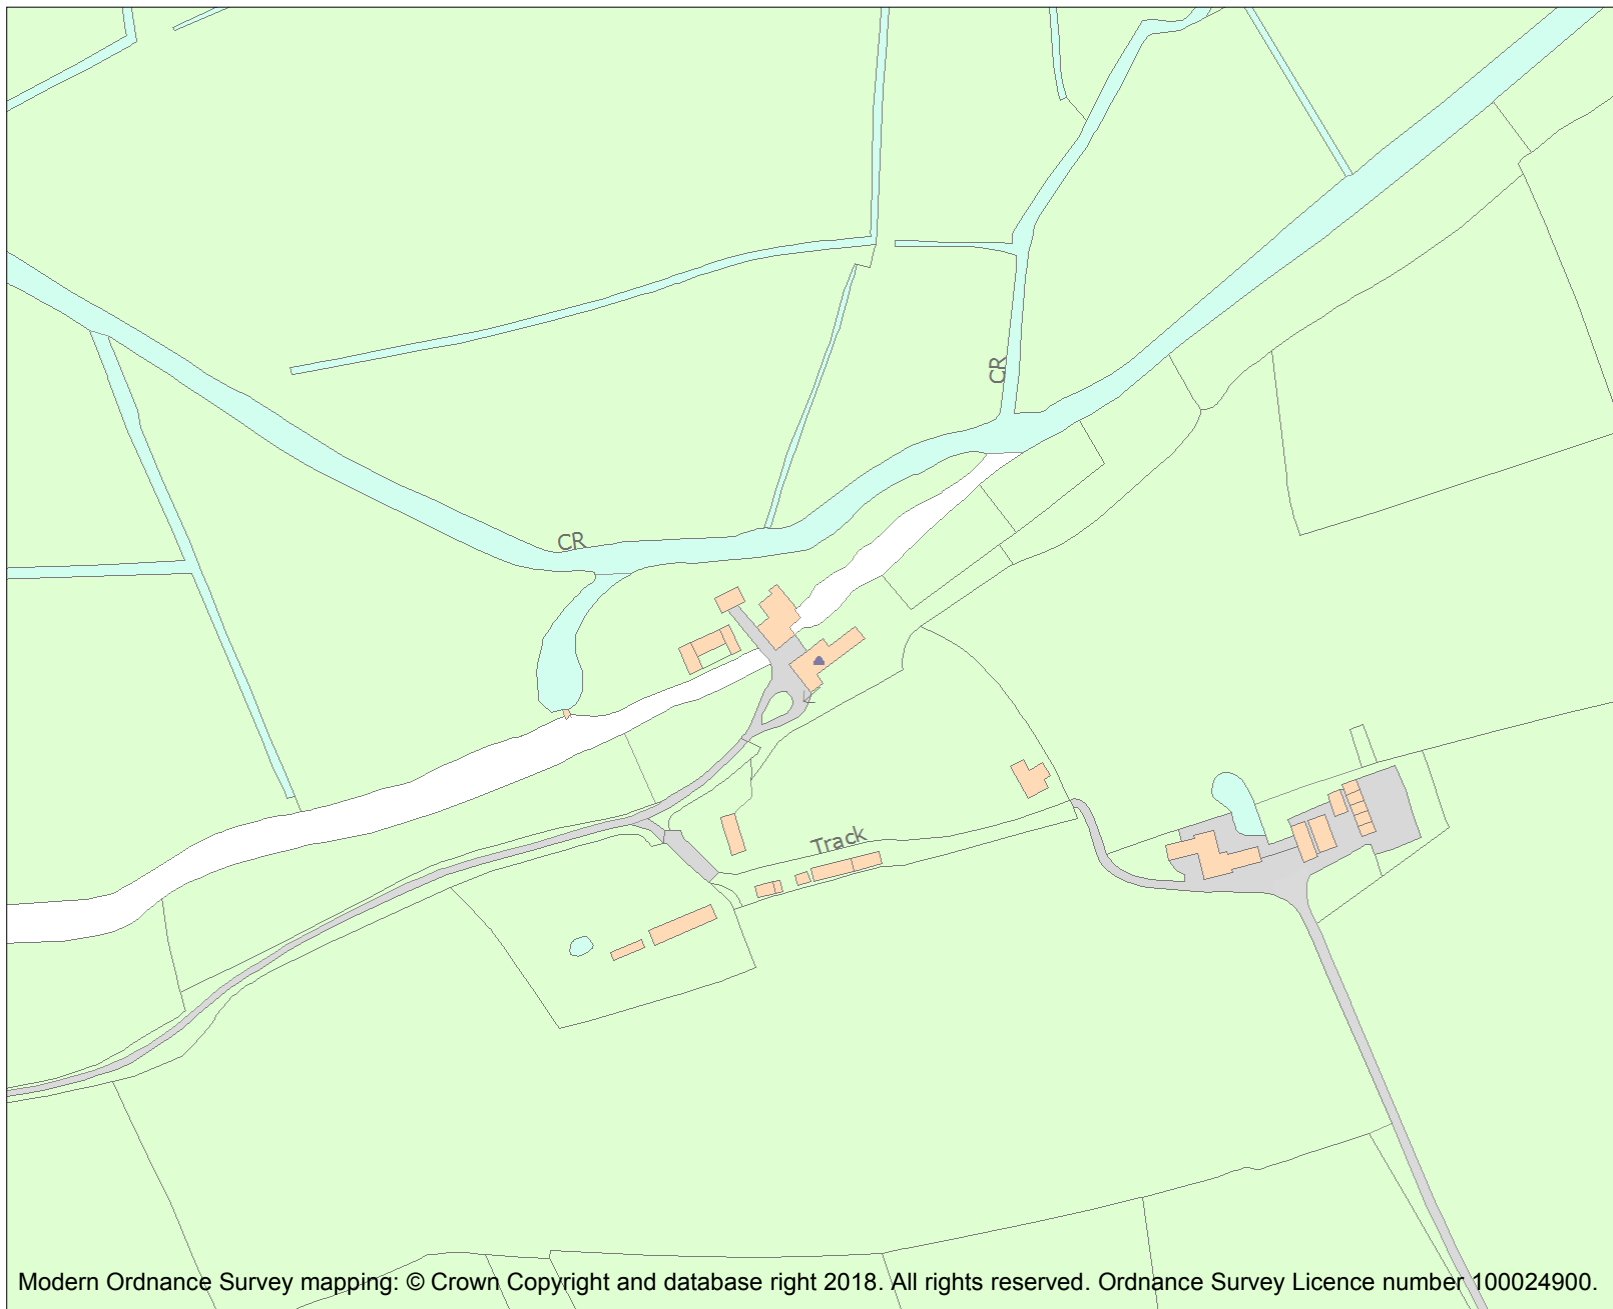 CR
CR
Track
Modern Ordnance Survey mapping: © Crown Copyright and database right 2018. All rights reserved. Ordnance Survey Licence number 100024900.